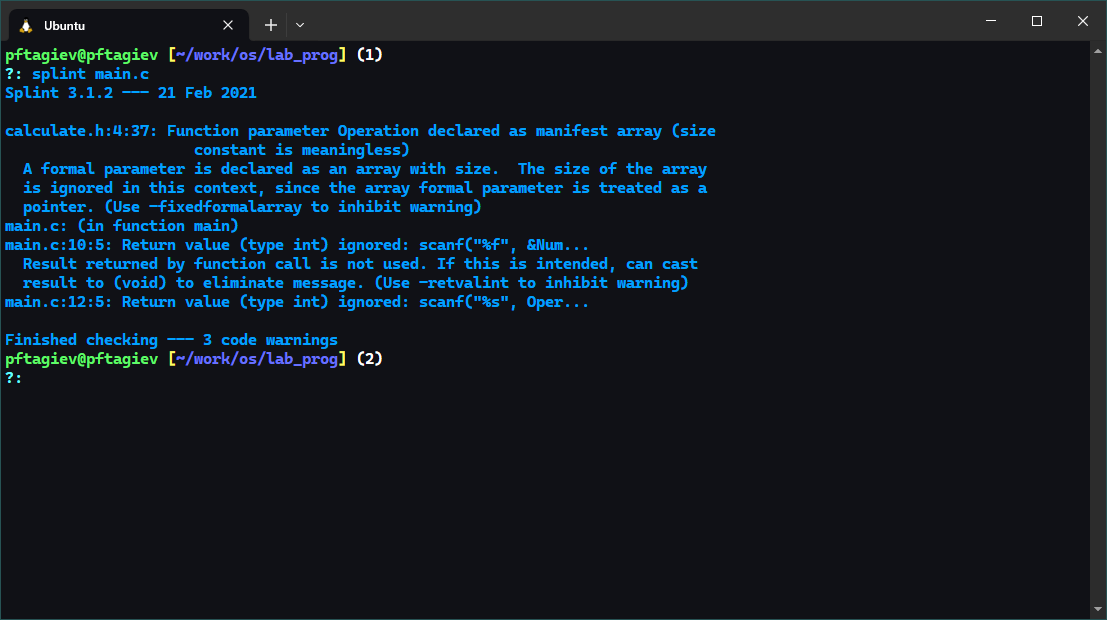 Ubuntu
pftagiev@pftagiev [~/work/os/lab_prog] (1)
?: splint main.c
Splint 3.1.2 --- 21 Feb 2021

calculate.h:4:37: Function parameter Operation declared as manifest array (size
                     constant is meaningless)
  A formal parameter is declared as an array with size.  The size of the array
  is ignored in this context, since the array formal parameter is treated as a
  pointer. (Use -fixedformalarray to inhibit warning)
main.c: (in function main)
main.c:10:5: Return value (type int) ignored: scanf("%f", &Num...
  Result returned by function call is not used. If this is intended, can cast
  result to (void) to eliminate message. (Use -retvalint to inhibit warning)
main.c:12:5: Return value (type int) ignored: scanf("%s", Oper...

Finished checking --- 3 code warnings
pftagiev@pftagiev [~/work/os/lab_prog] (2)
?: